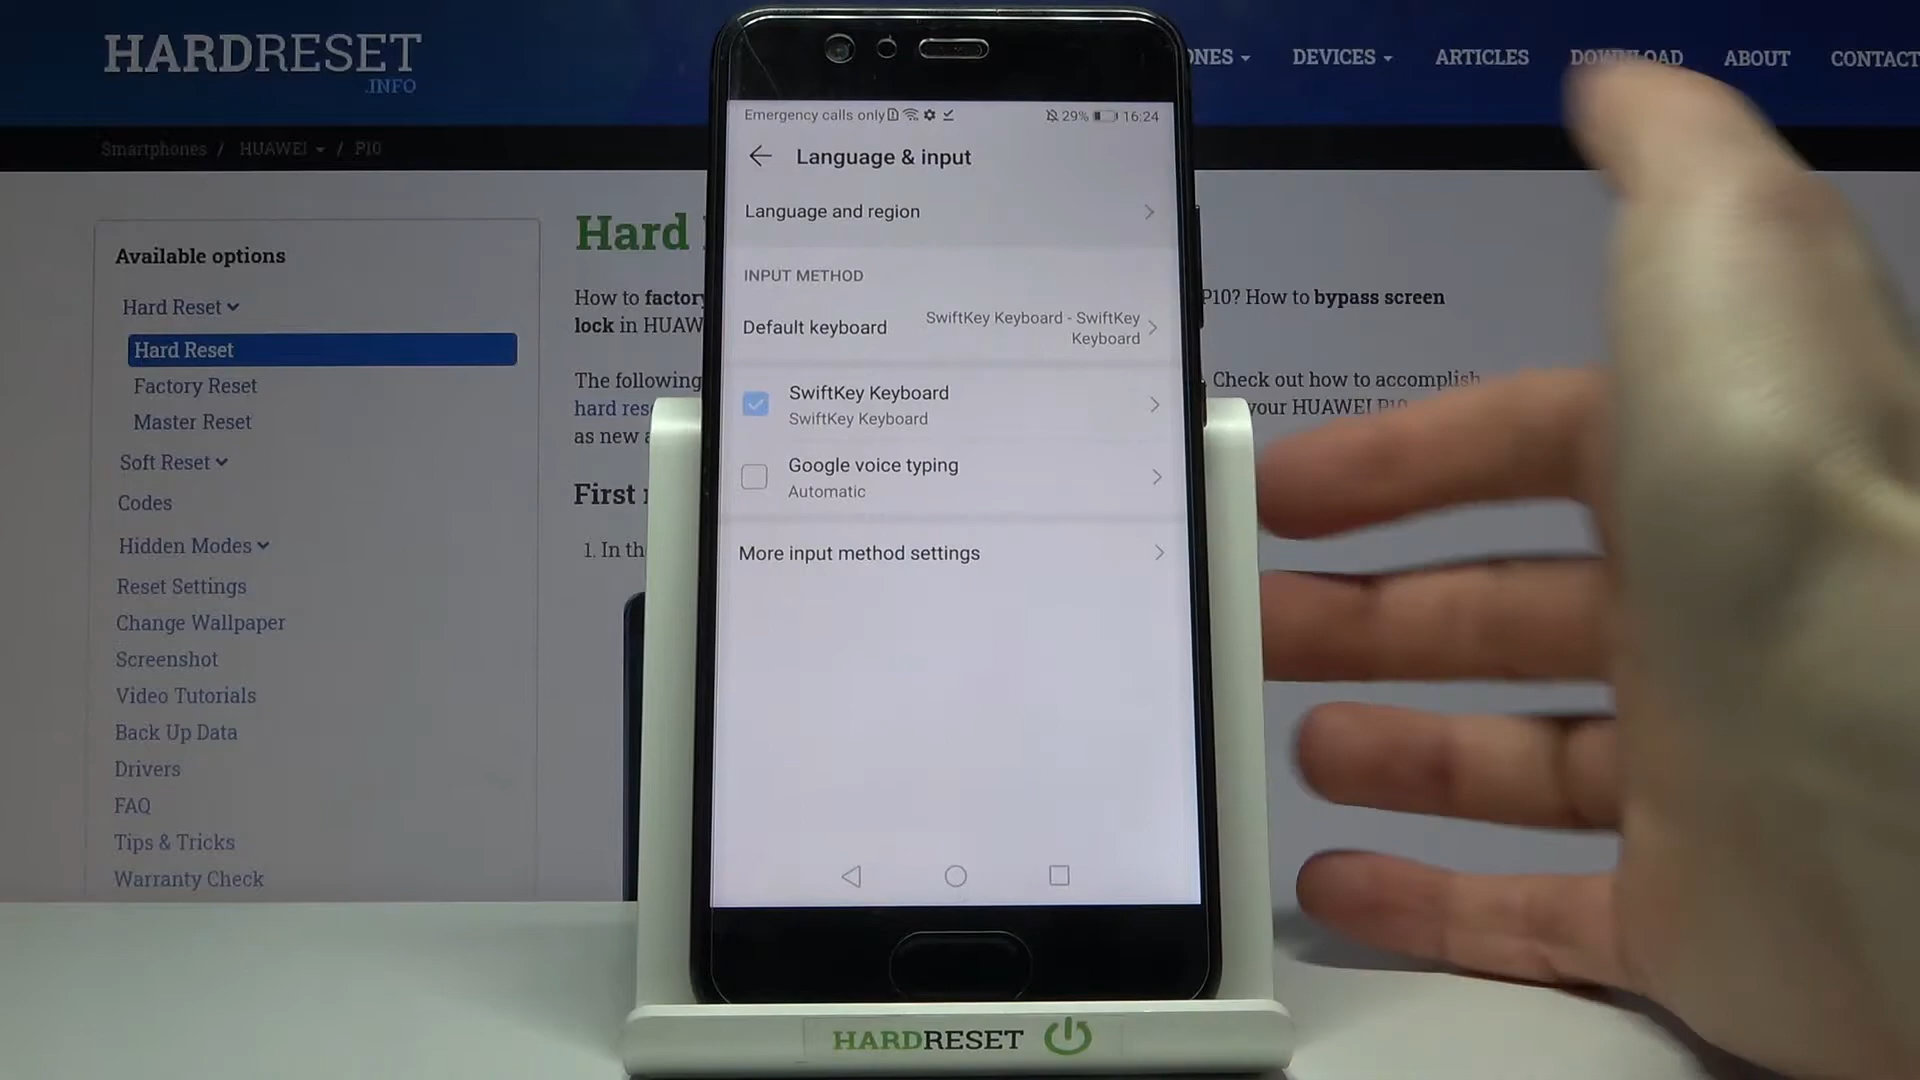 HARDRESET
.INFO
DEVICES
ARTICLES
DOWNLOAD
ABOUT
CONTACT
Smartphones / HUAWEI / P10
Available options
Hard Reset
Hard Reset
Factory Reset
Master Reset
Soft Reset
Codes
Hidden Modes
Reset Settings
Change Wallpaper
Screenshot
Video Tutorials
Back Up Data
Drivers
FAQ
Tips & Tricks
Warranty Check
Hard
How to factory
P10? How to bypass screen
lock in HUAW
The following
Check out how to accomplish
hard rese
your HUAWEI P10
as new a
First
1. In th
Emergency calls only 29% 16:24
Language & input
Language and region
INPUT METHOD
Default keyboard
SwiftKey Keyboard - SwiftKey
Keyboard
SwiftKey Keyboard
SwiftKey Keyboard
Google voice typing
Automatic
More input method settings
HARDRESET